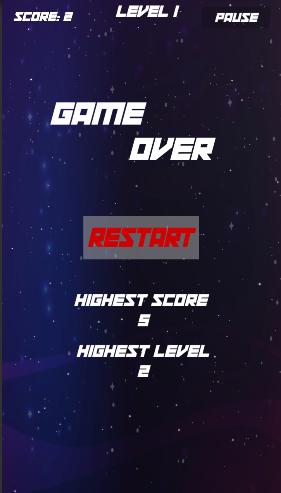 SCORE: 2
LEVEL 1
PAUSE
GAME
OVER
RESTART
HIGHEST SCORE
5
HIGHEST LEVEL
2